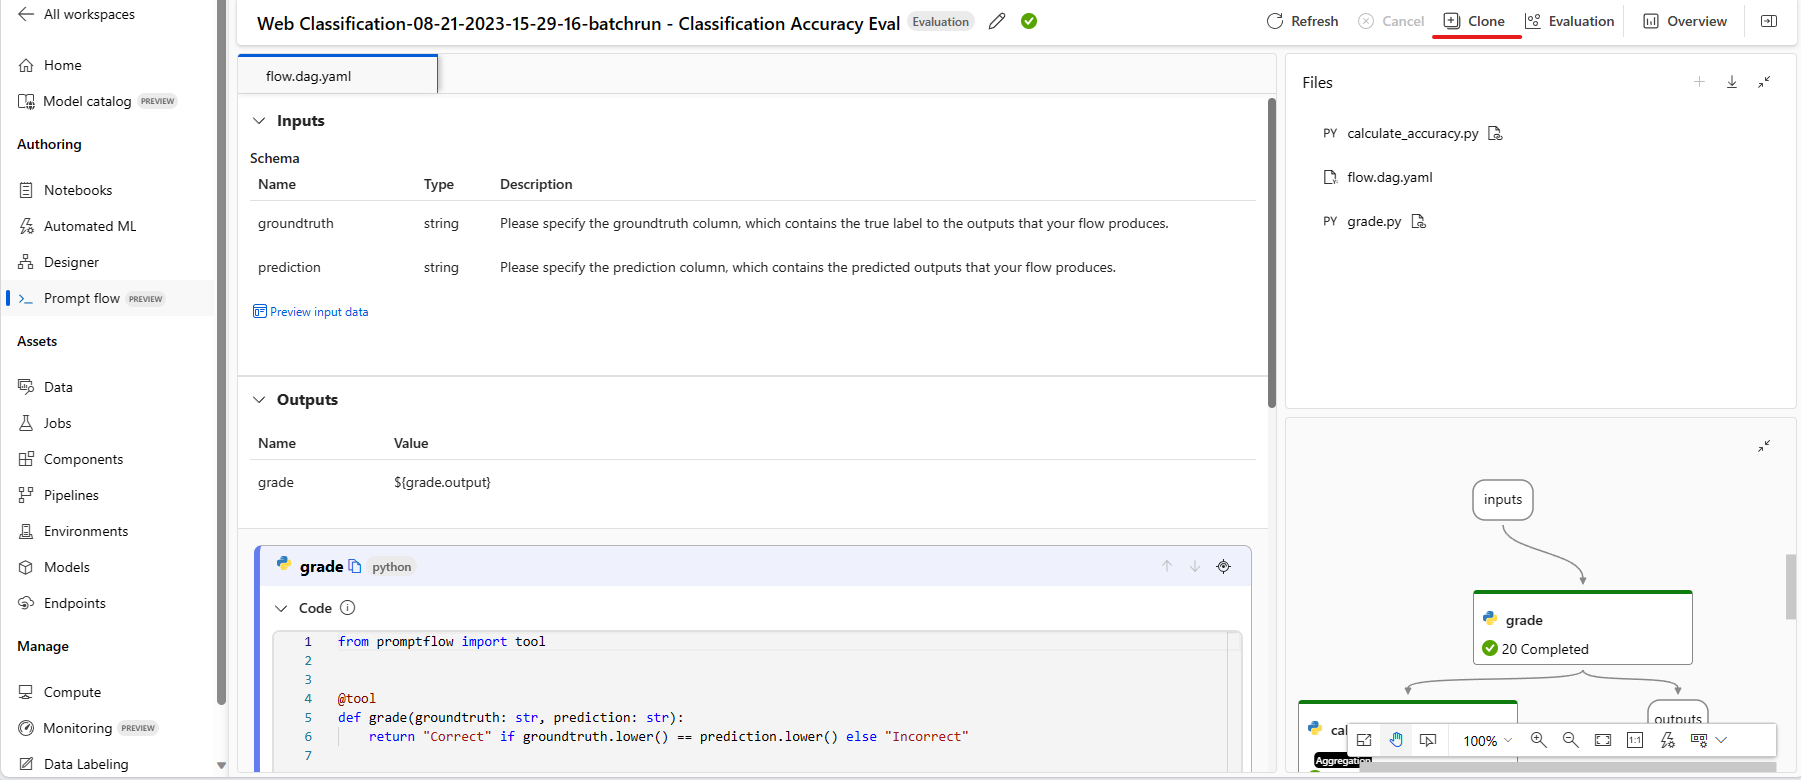 All workspaces
Home
Model catalog PREVIEW
Authoring
Notebooks
Automated ML
Designer
Prompt flow PREVIEW
Assets
Data
Jobs
Components
Pipelines
Environments
Models
Endpoints
Manage
Compute
Monitoring PREVIEW
Data Labeling
Web Classification-08-21-2023-15-29-16-batchrun - Classification Accuracy Eval Evaluation
Refresh Cancel Clone Evaluation Overview
flow.dag.yaml
Inputs
Schema
Name Type Description
groundtruth string Please specify the groundtruth column, which contains the true label to the outputs that your flow produces.
prediction string Please specify the prediction column, which contains the predicted outputs that your flow produces.
Preview input data
Outputs
Name Value
grade ${grade.output}
grade python
Code
1 from promptflow import tool
2
3
4 @tool
5 def grade(groundtruth: str, prediction: str):
6 return "Correct" if groundtruth.lower() == prediction.lower() else "Incorrect"
7
Files
PY calculate_accuracy.py
flow.dag.yaml
PY grade.py
inputs
grade
20 Completed
cal
outputs
Aggregation
100%
1:1